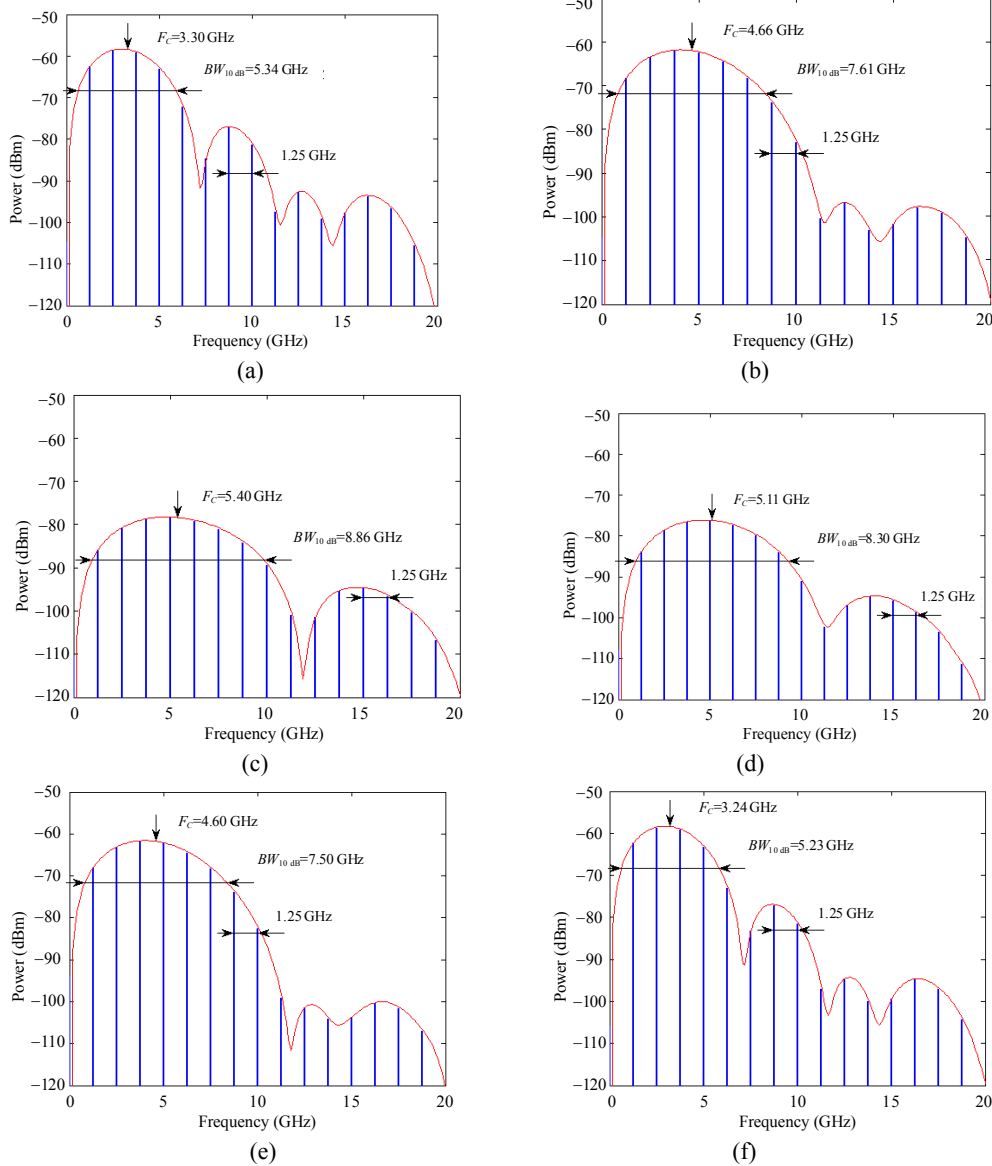 −50
F_C=3.30 GHz
−60
BW_10 dB=5.34 GHz
−70
−80
1.25 GHz
−90
−100
−110
−120
Power (dBm)
0 5 10 15 20
Frequency (GHz)
(a)
−50
F_C=4.66 GHz
−60
BW_10 dB=7.61 GHz
−70
−80
1.25 GHz
−90
−100
−110
−120
Power (dBm)
0 5 10 15 20
Frequency (GHz)
(b)
−50
−60
−70
F_C=5.40 GHz
−80
BW_10 dB=8.86 GHz
−90
1.25 GHz
−100
−110
−120
Power (dBm)
0 5 10 15 20
Frequency (GHz)
(c)
−50
−60
−70
F_C=5.11 GHz
−80
BW_10 dB=8.30 GHz
−90
1.25 GHz
−100
−110
−120
Power (dBm)
0 5 10 15 20
Frequency (GHz)
(d)
−50
F_C=4.60 GHz
−60
BW_10 dB=7.50 GHz
−70
−80
1.25 GHz
−90
−100
−110
−120
Power (dBm)
0 5 10 15 20
Frequency (GHz)
(e)
−50
F_C=3.24 GHz
−60
BW_10 dB=5.23 GHz
−70
−80
1.25 GHz
−90
−100
−110
−120
Power (dBm)
0 5 10 15 20
Frequency (GHz)
(f)